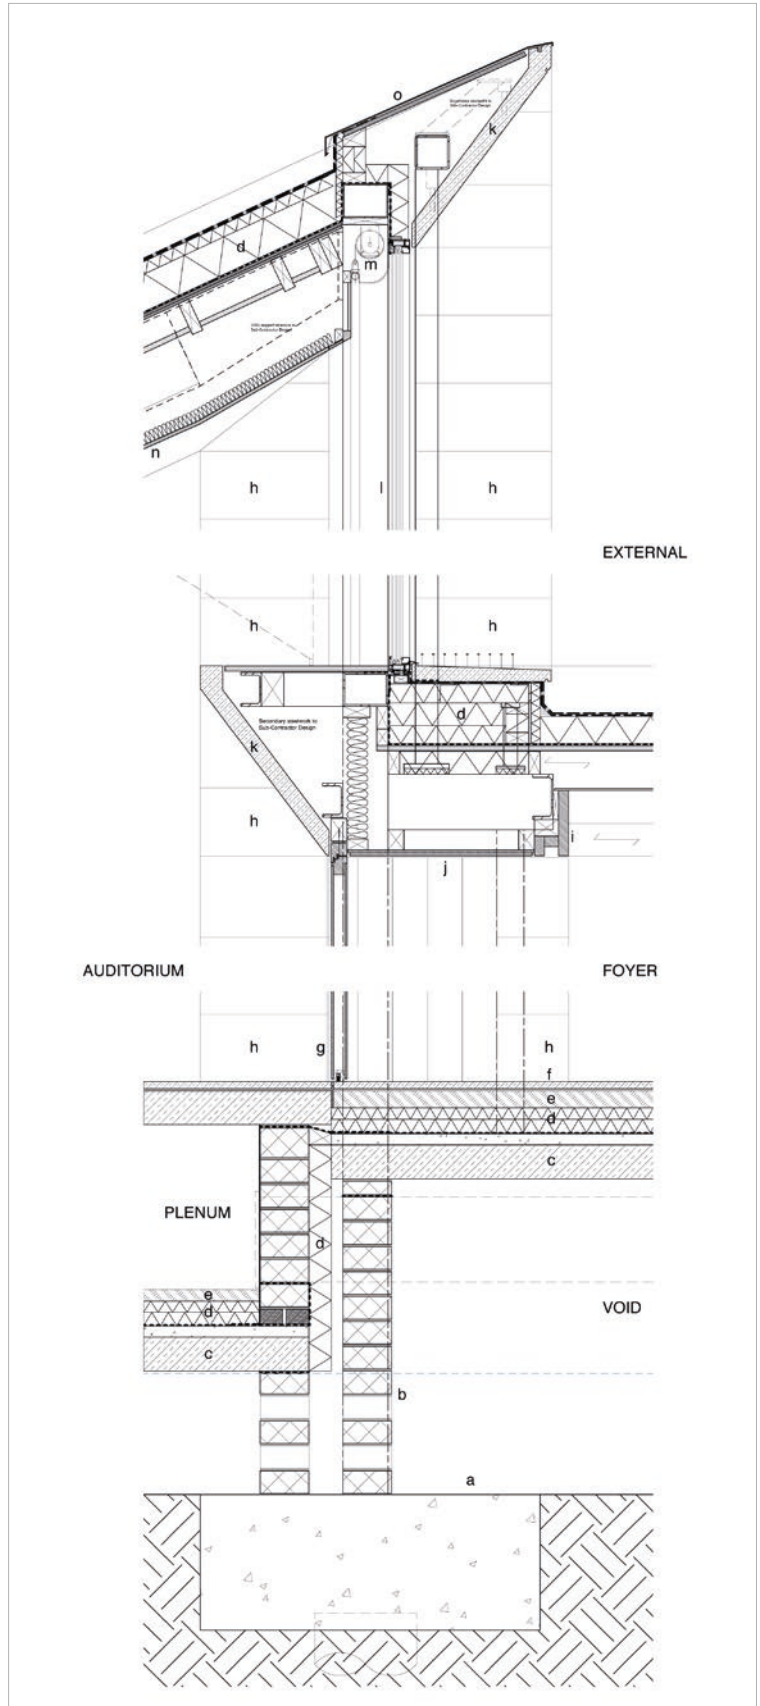 o
k
d
m
n
h
l
h
EXTERNAL
h
h
d
Secondary steelwork to
Sub-Contractor Design
k
h
i
j
AUDITORIUM
FOYER
h
g
h
f
e
d
c
PLENUM
d
e
d
VOID
c
b
a